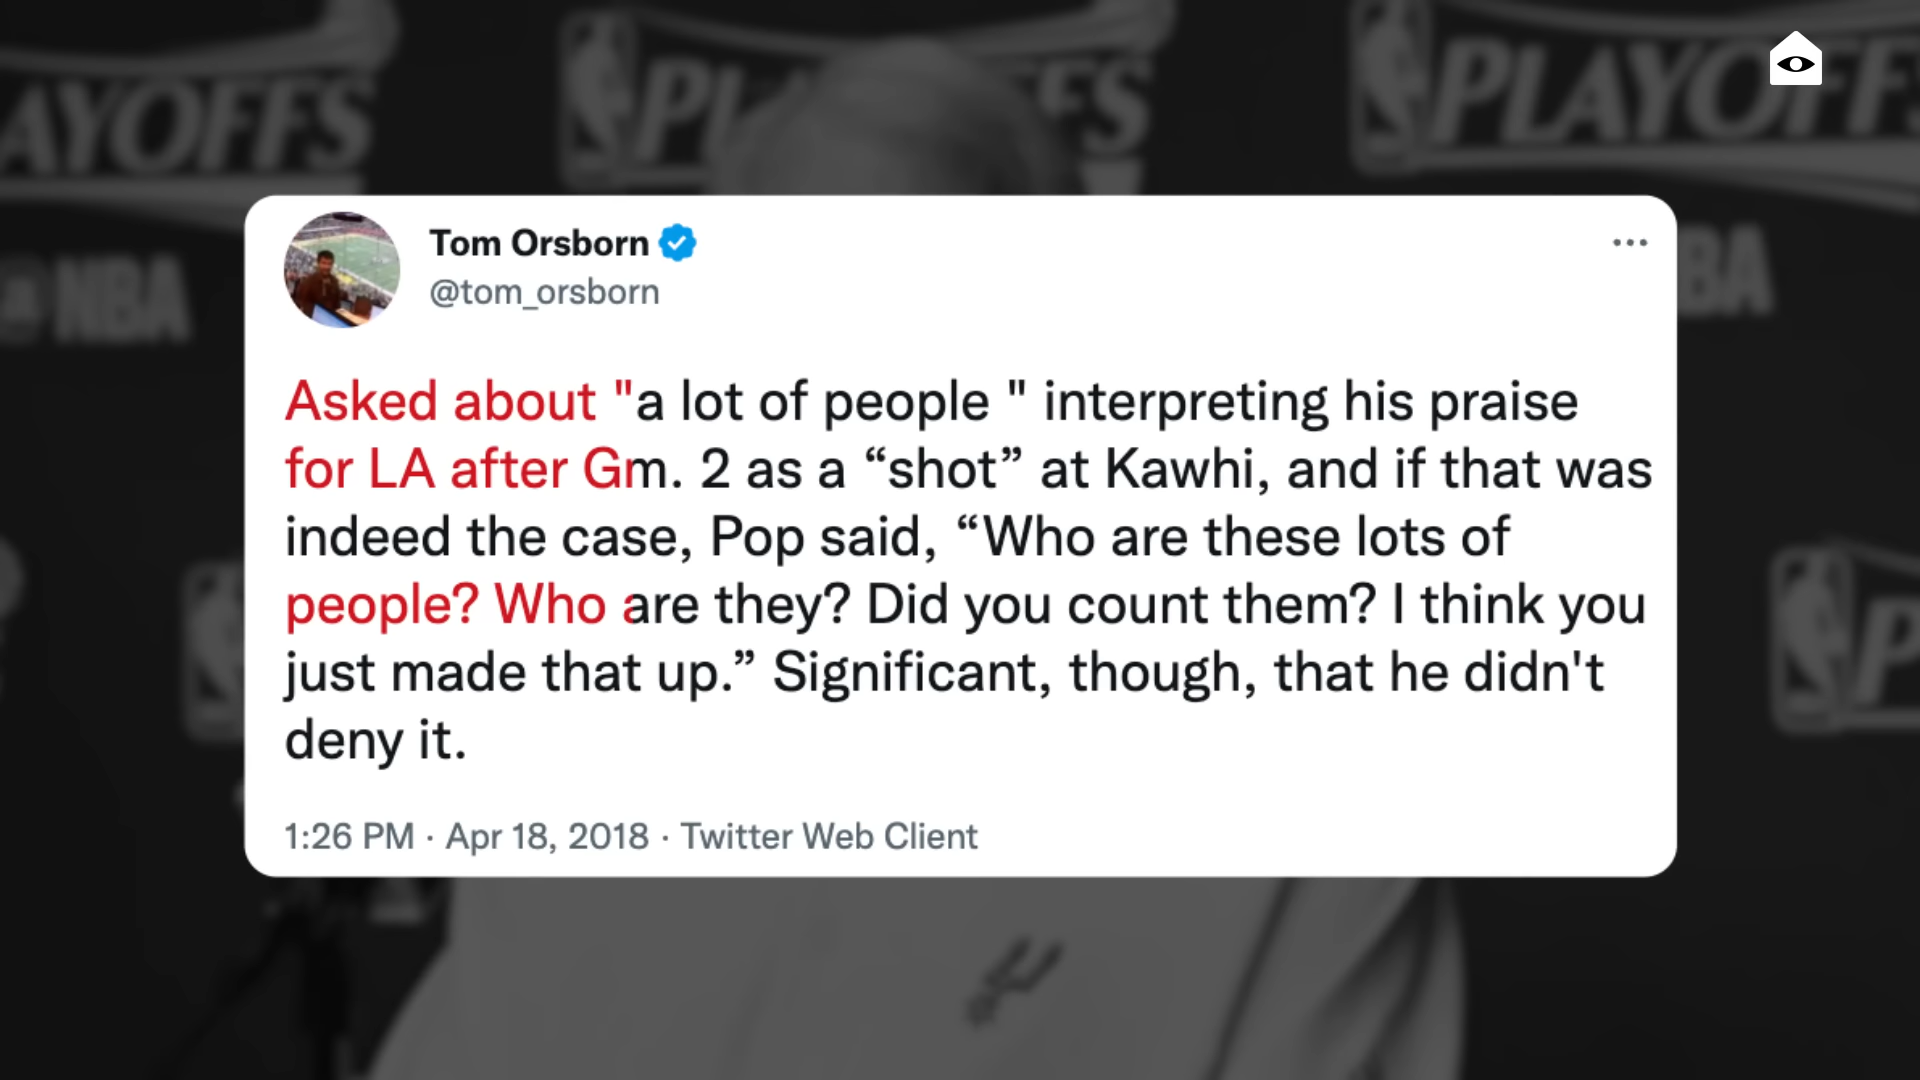 PLAYOFFS
@NBA
Tom Orsborn
@tom_orsborn
Asked about "a lot of people " interpreting his praise
for LA after Gm. 2 as a “shot” at Kawhi, and if that was
indeed the case, Pop said, “Who are these lots of
people? Who are they? Did you count them? I think you
just made that up.” Significant, though, that he didn't
deny it.
1:26 PM · Apr 18, 2018 · Twitter Web Client